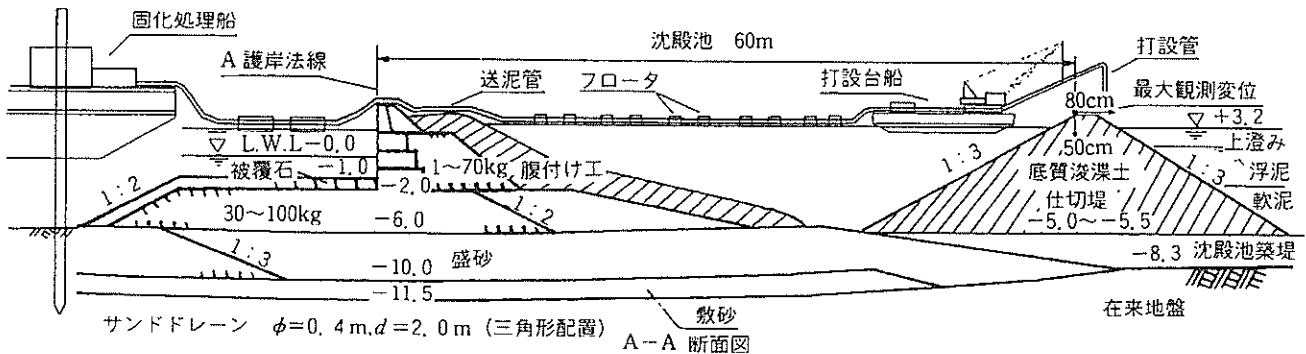 固化処理船
A 護岸法線
沈殿池 60m
打設管
送泥管
フロータ
打設台船
80cm
最大観測変位
+3.2
L.W.L-0.0
50cm
上澄み
1:3
1:3
被覆石
-1.0
1~70kg
腹付け工
底質浚渫土
浮泥
1:2
-2.0
仕切堤
軟泥
30~100kg
-6.0
1:2
-5.0~-5.5
1:3
盛砂
-8.3
沈殿池築堤
-10.0
-11.5
在来地盤
敷砂
サンドドレーン φ=0.4m,d=2.0m (三角形配置)
A-A 断面図